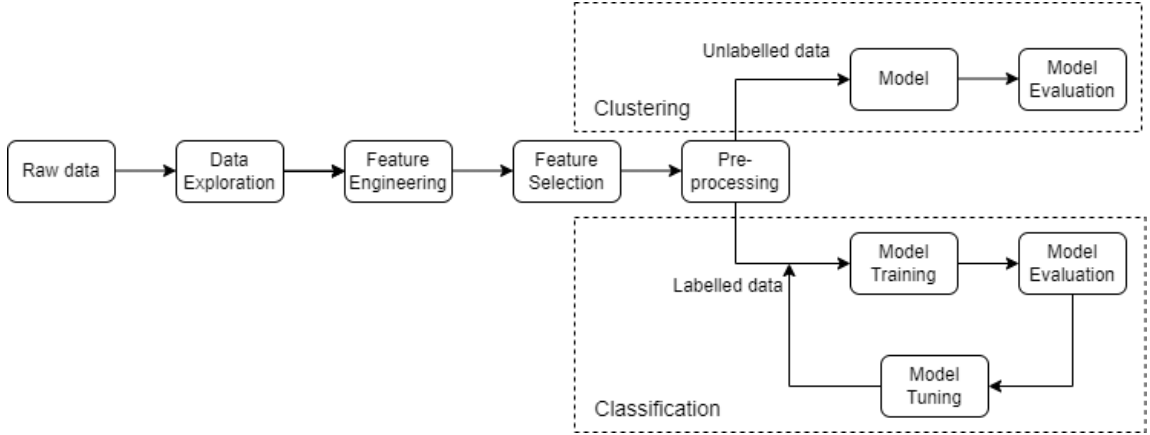 Unlabelled data
Model
Model
Evaluation
Clustering
Raw data
Data
Exploration
Feature
Engineering
Feature
Selection
Pre-
processing
Labelled data
Model
Training
Model
Evaluation
Model
Tuning
Classification